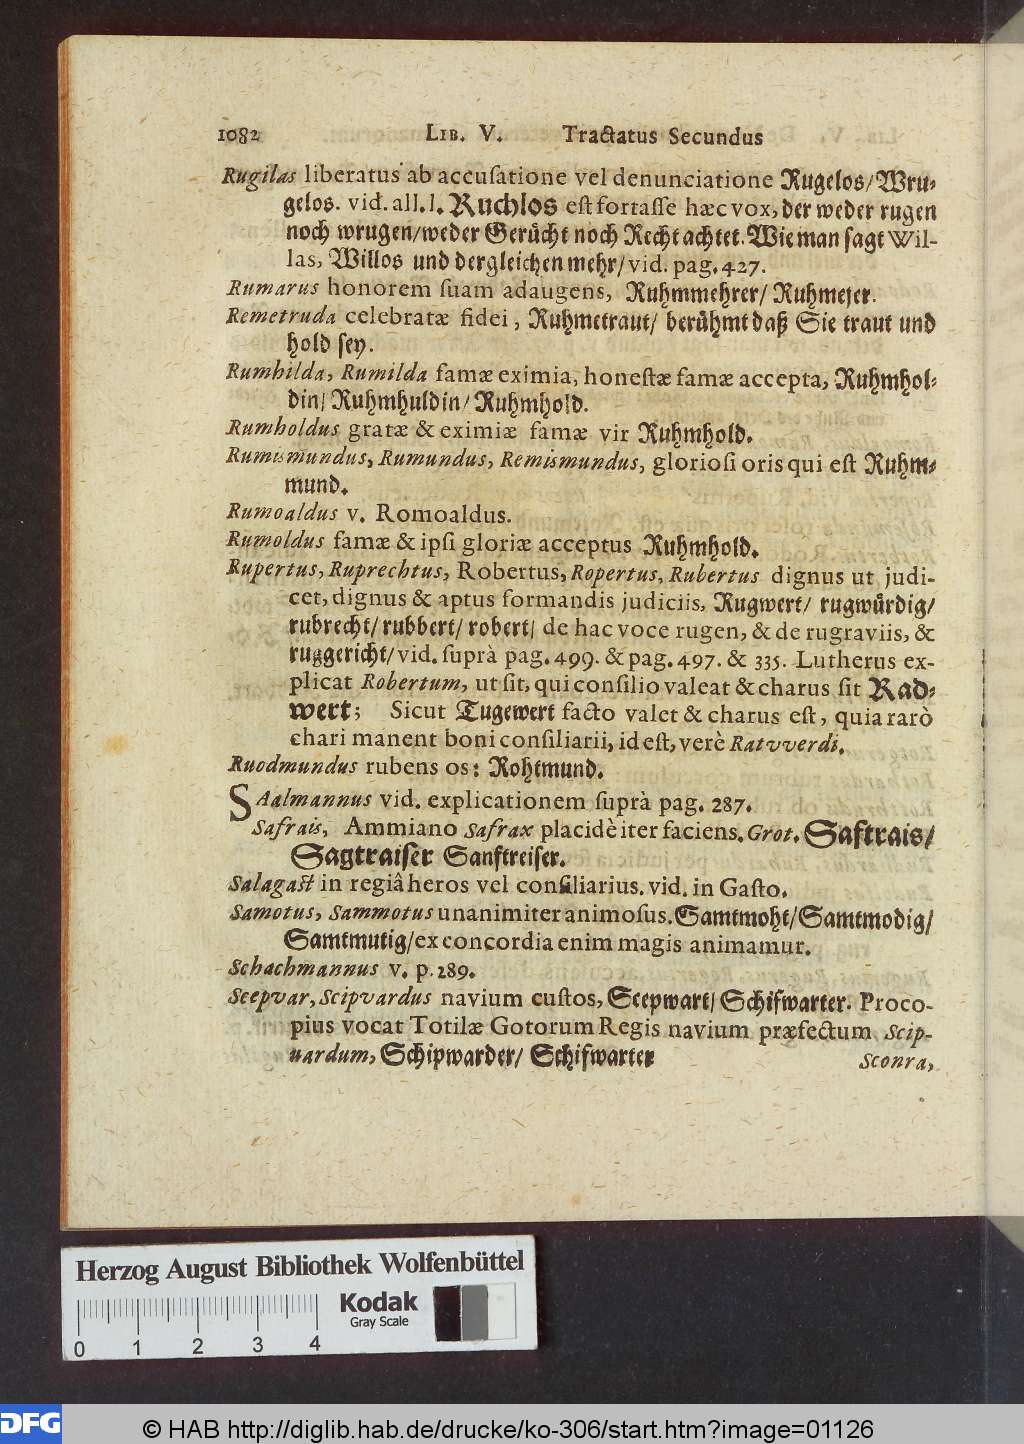 1082 LIB. V. Tractatus Secundus
Rugilas liberatus ab accuſatione vel denunciatione Rugelos/Wru-
gelos. vid. all. l. Ruchlos eſt fortaſſe hæc vox, der weder rugen
noch wrugen/weder Gerücht noch Recht achtet. Wie man ſagt Wil-
las, Willos und dergleichen mehr/vid. pag. 427.
Rumarus honorem ſuam adaugens, Ruhmmehrer/ Ruhmejer.
Remetruda celebratæ fidei, Ruhmetraut/ berühmt daß Sie traut und
hold ſey.
Rumhilda, Rumilda famæ eximia, honeſtæ famæ accepta, Ruhmhol-
din/ Ruhmhuldin/ Ruhmhold.
Rumholdus gratæ & eximiæ famæ vir Ruhmhold.
Rumismundus, Rumundus, Remismundus, glorioſi oris qui eſt Ruhm-
mund.
Rumoaldus v. Romoaldus.
Rumoldus famæ & ipſi gloriæ acceptus Ruhmhold.
Rupertus, Ruprechtus, Robertus, Ropertus, Rubertus dignus ut judi-
cet, dignus & aptus formandis judiciis, Rugwert/ rugwürdig/
rubrecht/ rubbert/ robert/ de hac voce rugen, & de rugraviis, &
ruggericht/ vid. ſuprà pag. 499. & pag. 497. & 335. Lutherus ex-
plicat Robertum, ut ſit, qui conſilio valeat & charus ſit Rad-
wert; Sicut Tugewert facto valet & charus eſt, quia rarò
chari manent boni conſiliarii, id eſt, verè Ratvverdi.
Ruodmundus rubens os: Rohtmund.
SAalmannus vid. explicationem ſuprà pag. 287.
Safrais, Ammiano Safrax placidè iter faciens. Grot. Saftrais/
Sagtraiſer Sanftreiſer.
Salagaſt in regiâ heros vel conſiliarius. vid. in Gaſto.
Samotus, Sammotus unanimiter animoſus. Samtmoht/Samtmodig/
Samtmutig/ex concordia enim magis animamur.
Schachmannus v. p. 289.
Scepvar, Scipvardus navium cuſtos, Scepwart/ Schifwarter. Proco-
pius vocat Totilæ Gotorum Regis navium præfectum Scip-
uardum, Schipwarder/ Schifwarter
Sconra,
Herzog August Bibliothek Wolfenbüttel
Kodak
Gray Scale
0 1 2 3 4
DFG © HAB http://diglib.hab.de/drucke/ko-306/start.htm?image=01126